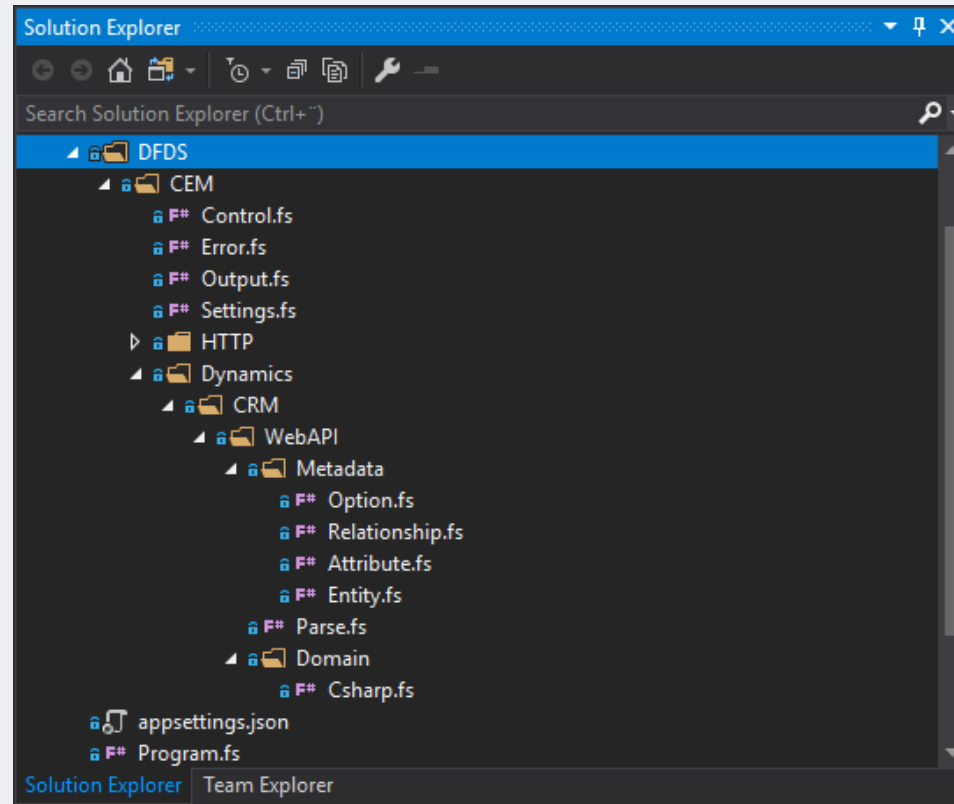 Solution Explorer
Search Solution Explorer (Ctrl+¨)
DFDS
CEM
F# Control.fs
F# Error.fs
F# Output.fs
F# Settings.fs
HTTP
Dynamics
CRM
WebAPI
Metadata
F# Option.fs
F# Relationship.fs
F# Attribute.fs
F# Entity.fs
F# Parse.fs
Domain
F# Csharp.fs
appsettings.json
F# Program.fs
Solution Explorer Team Explorer